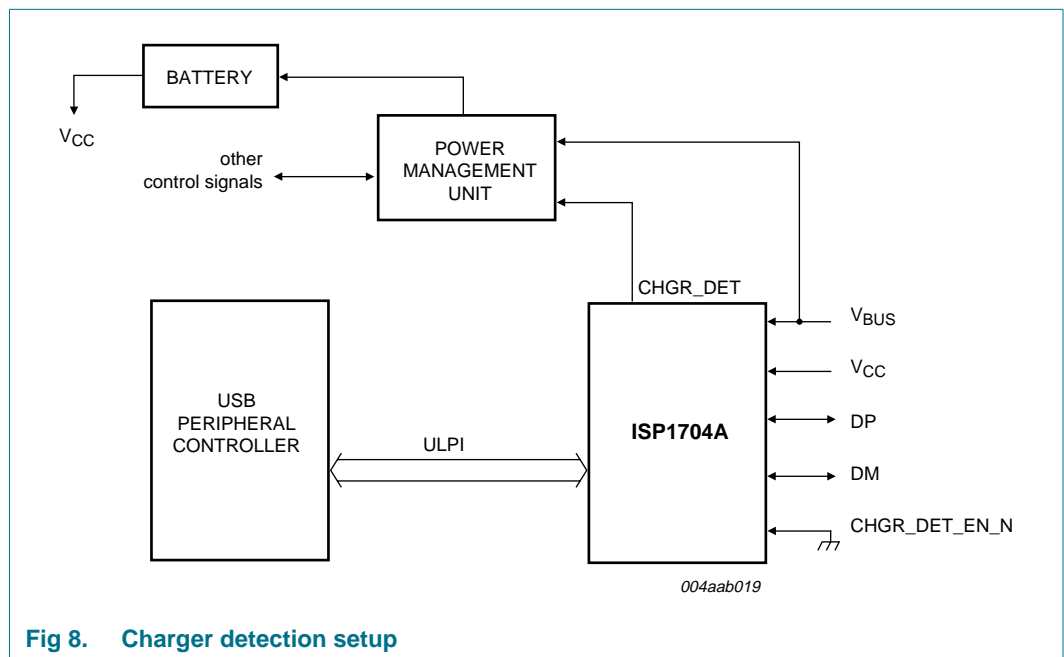 BATTERY
VCC
other
control signals
POWER
MANAGEMENT
UNIT
CHGR_DET
VBUS
VCC
USB
PERIPHERAL
CONTROLLER
ULPI
ISP1704A
DP
DM
CHGR_DET_EN_N
004aab019
Fig 8. Charger detection setup